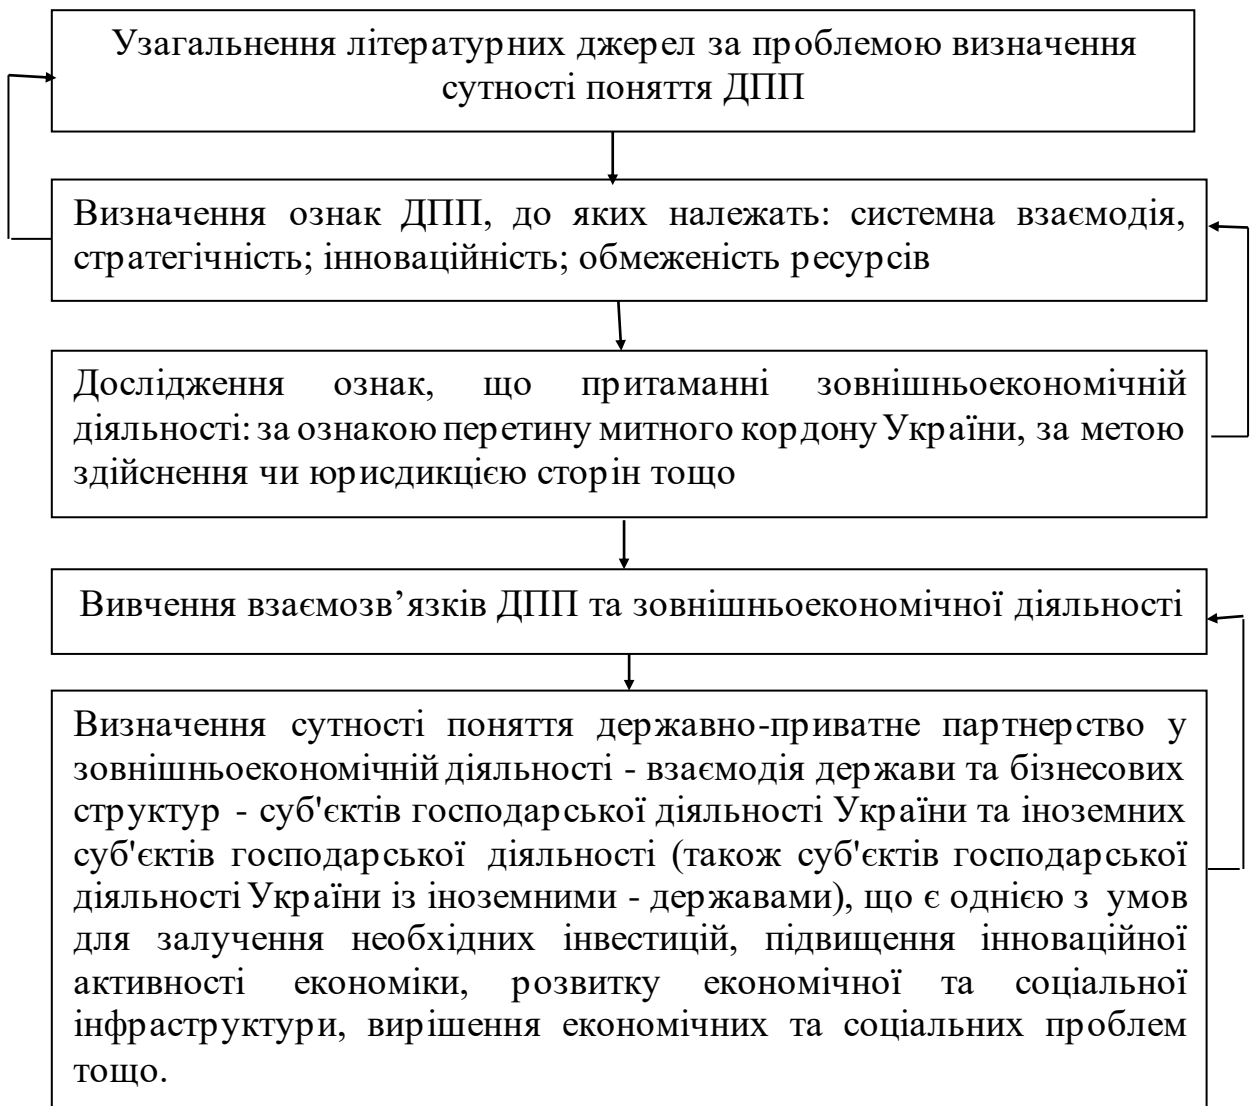 Узагальнення літературних джерел за проблемою визначення
сутності поняття ДПП
Визначення ознак ДПП, до яких належать: системна взаємодія,
стратегічність; інноваційність; обмеженість ресурсів
Дослідження ознак, що притаманні зовнішньоекономічній
діяльності: за ознакою перетину митного кордону України, за метою
здійснення чи юрисдикцією сторін тощо
Вивчення взаємозв’язків ДПП та зовнішньоекономічної діяльності
Визначення сутності поняття державно-приватне партнерство у
зовнішньоекономічній діяльності - взаємодія держави та бізнесових
структур - суб'єктів господарської діяльності України та іноземних
суб'єктів господарської діяльності (також суб'єктів господарської
діяльності України із іноземними - державами), що є однією з умов
для залучення необхідних інвестицій, підвищення інноваційної
активності економіки, розвитку економічної та соціальної
інфраструктури, вирішення економічних та соціальних проблем
тощо.